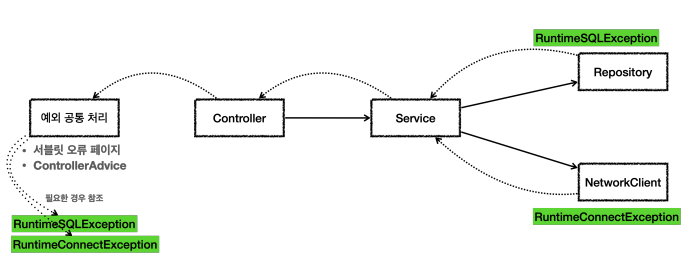 RuntimeSQLException
Repository
예외 공통 처리
Controller
Service
• 서블릿 오류 페이지
• ControllerAdvice
NetworkClient
필요한 경우 참조
RuntimeConnectException
RuntimeSQLException
RuntimeConnectException